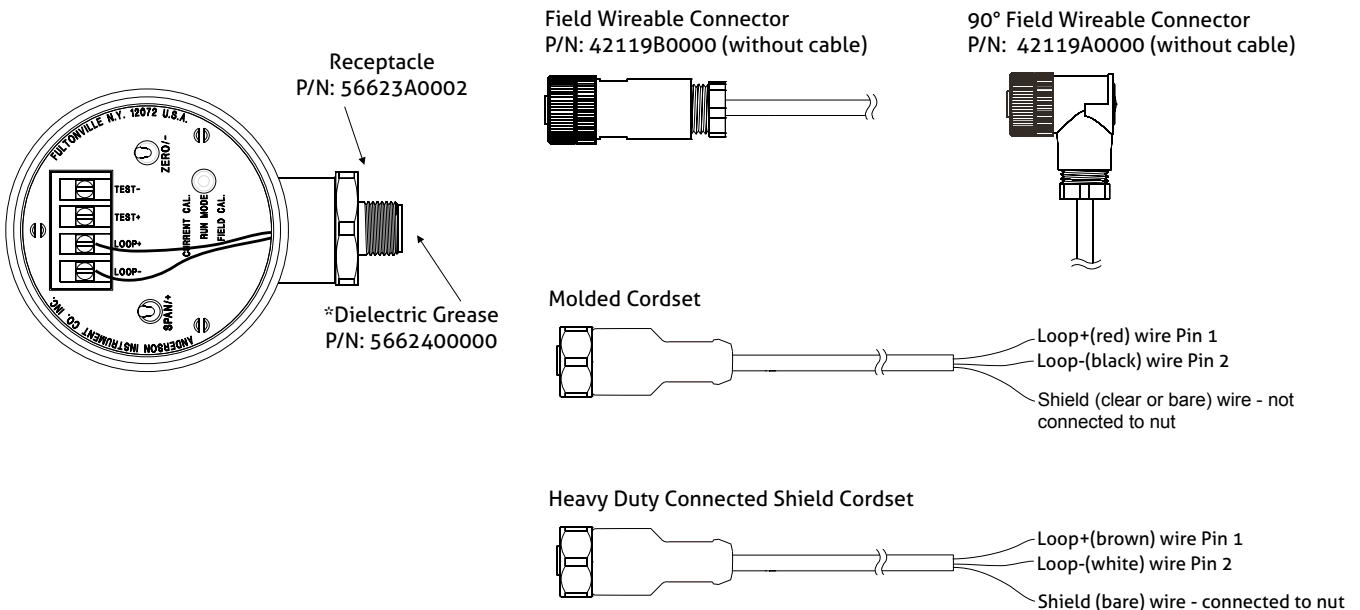 Field Wireable Connector
P/N: 42119B0000 (without cable)
90° Field Wireable Connector
P/N:  42119A0000 (without cable)
Receptacle
P/N: 56623A0002
FULTONVILLE N.Y. 12072 U.S.A.
ZERO/-
TEST-
TEST+
LOOP+
LOOP-
CURRENT CAL.
RUN MODE
FIELD CAL.
SPAN/+
ANDERSON INSTRUMENT CO. INC.
*Dielectric Grease
P/N: 5662400000
Molded Cordset
Loop+(red) wire Pin 1
Loop-(black) wire Pin 2
Shield (clear or bare) wire - not
connected to nut
Heavy Duty Connected Shield Cordset
Loop+(brown) wire Pin 1
Loop-(white) wire Pin 2
Shield (bare) wire - connected to nut